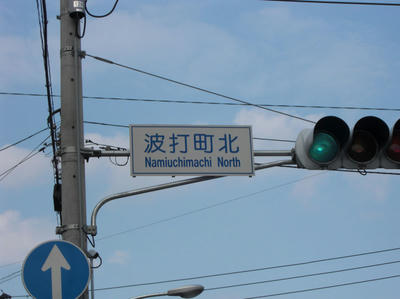 波打町北
Namiuchimachi North